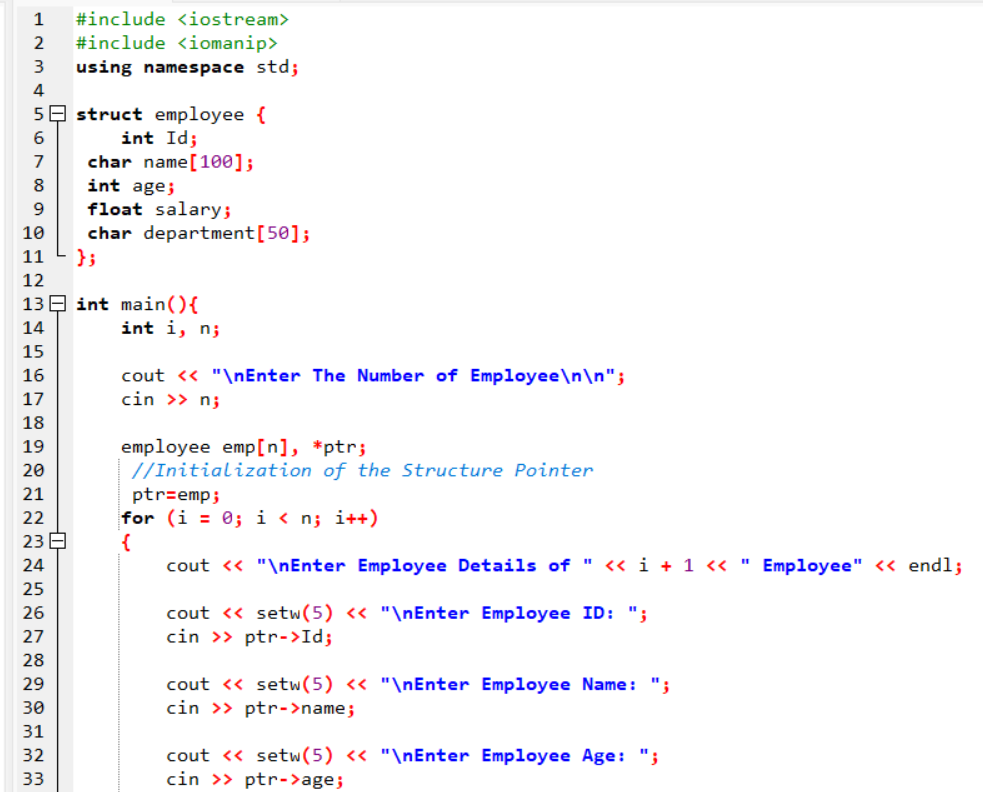 1 #include <iostream>
2 #include <iomanip>
3 using namespace std;
4
5 struct employee {
6 int Id;
7 char name[100];
8 int age;
9 float salary;
10 char department[50];
11 };
12
13 int main(){
14 int i, n;
15
16 cout << "\nEnter The Number of Employee\n\n";
17 cin >> n;
18
19 employee emp[n], *ptr;
20 //Initialization of the Structure Pointer
21 ptr=emp;
22 for (i = 0; i < n; i++)
23 {
24 cout << "\nEnter Employee Details of " << i + 1 << " Employee" << endl;
25
26 cout << setw(5) << "\nEnter Employee ID: ";
27 cin >> ptr->Id;
28
29 cout << setw(5) << "\nEnter Employee Name: ";
30 cin >> ptr->name;
31
32 cout << setw(5) << "\nEnter Employee Age: ";
33 cin >> ptr->age;